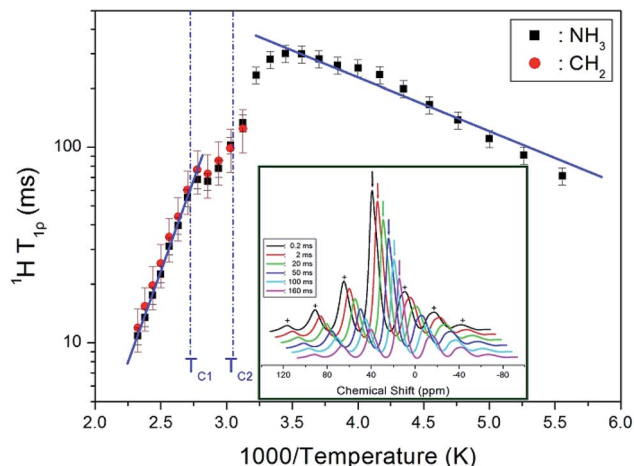 : NH3
: CH2
100
10
¹H T1ρ (ms)
0.2 ms
2 ms
20 ms
50 ms
100 ms
160 ms
+ + + + + +
120 80 40 0 -40 -80
Chemical Shift (ppm)
TC1 TC2
2.0 2.5 3.0 3.5 4.0 4.5 5.0 5.5 6.0
1000/Temperature (K)